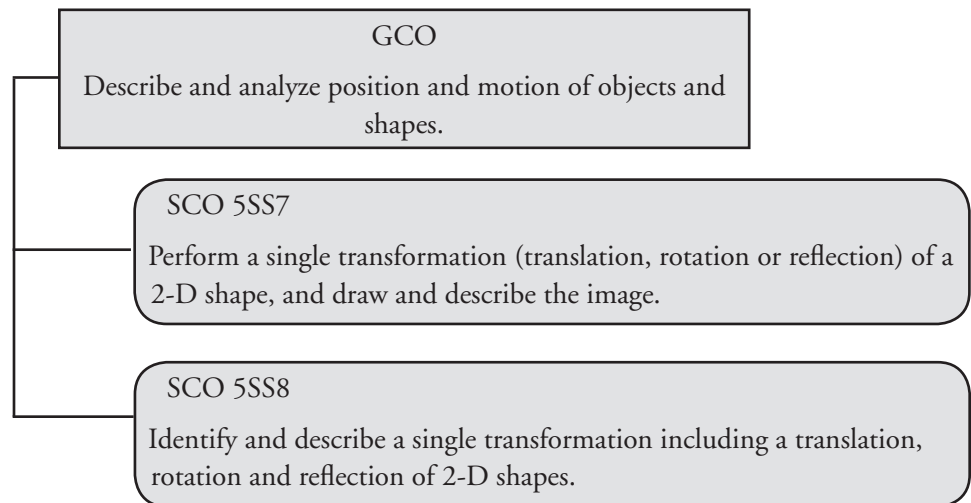 GCO
Describe and analyze position and motion of objects and
shapes.
SCO 5SS7
Perform a single transformation (translation, rotation or reflection) of a
2-D shape, and draw and describe the image.
SCO 5SS8
Identify and describe a single transformation including a translation,
rotation and reflection of 2-D shapes.